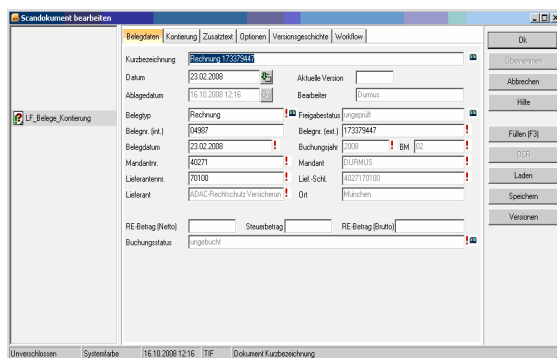 Scandokument bearbeiten
Belegdaten Kontierung Zusatztext Optionen Versionsgeschichte Workflow
Ok
Kurzbezeichnung Rechnung 173379447
Übernehmen
Datum 23.02.2008 Aktuelle Version
Abbrechen
Ablagedatum 16.10.2008 12:16 Bearbeiter Durmus
Hilfe
LF_Belege_Kontierung
Belegtyp Rechnung ! Freigabestatus ungeprüft
Belegnr. (int.) 04987 Belegnr. (ext.) 173379447
Füllen (F3)
Belegdatum 23.02.2008 ! Buchungsjahr 2008 ! BM 02 !
OCR
Mandantnr. 40271 ! Mandant DURMUS !
Lieferantennr. 70100 ! Lief.-Schl. 4027170100 !
Laden
Lieferant ADAC-Rechtschutz Versicherun ! Ort München
Speichern
Versionen
RE-Betrag (Netto) Steuerbetrag RE-Betrag (Brutto) !
Buchungsstatus ungebucht !
Unverschlossen Systemfarbe 16.10.2008 12:16 TIF Dokument Kurzbezeichnung